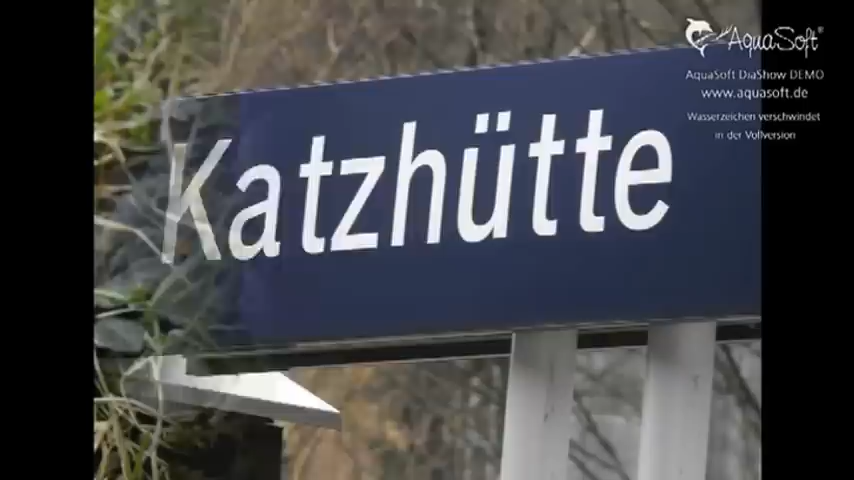 AquaSoft®
AquaSoft DiaShow DEMO
www.aquasoft.de
Wasserzeichen verschwindet
in der Vollversion
Katzhütte